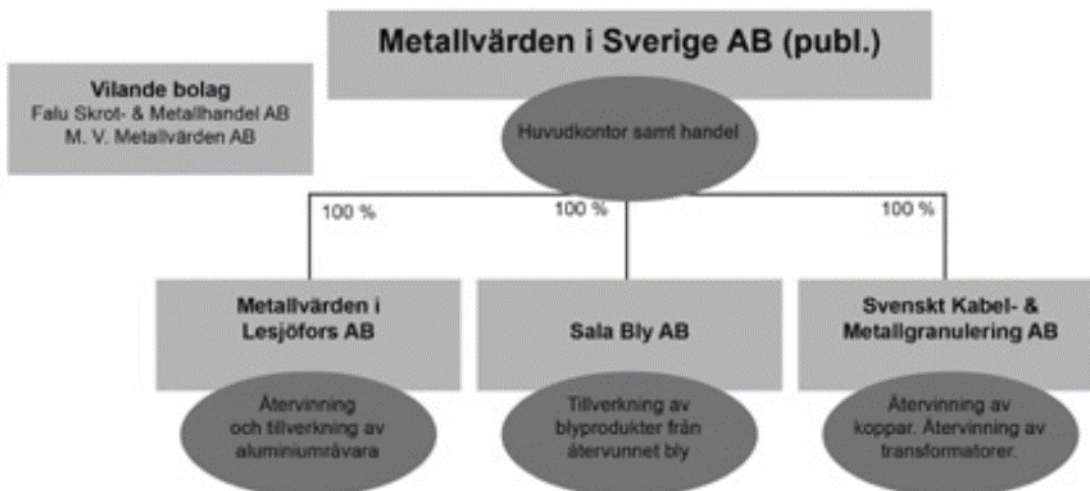 Metallvärden i Sverige AB (publ.)
Vilande bolag
Falu Skrot- & Metallhandel AB
M. V. Metallvärden AB
Huvudkontor samt handel
100 %
100 %
100 %
Metallvärden i
Lesjöfors AB
Återvinning
och tillverkning av
aluminiumråvara
Sala Bly AB
Tillverkning av
blyprodukter från
återvunnet bly
Svenskt Kabel- &
Metallgranulering AB
Återvinning av
koppar. Återvinning av
transformatorer.